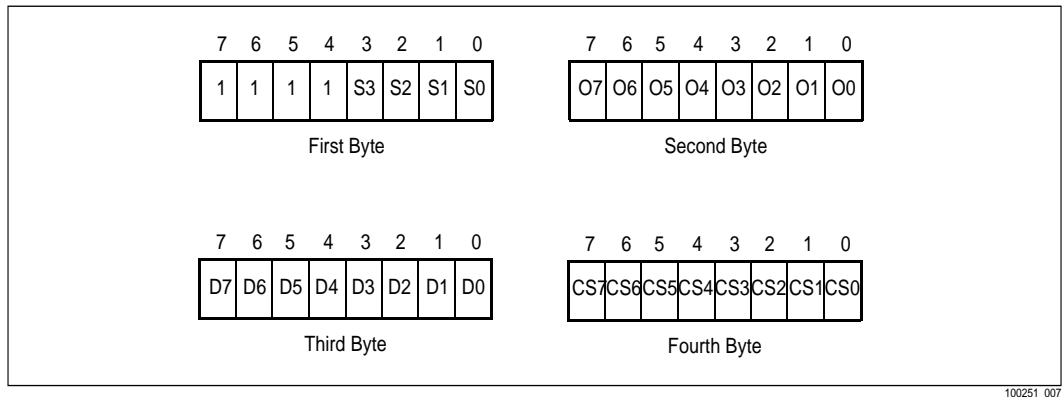 7 6 5 4 3 2 1 0
1 1 1 1 S3 S2 S1 S0
First Byte
7 6 5 4 3 2 1 0
O7 O6 O5 O4 O3 O2 O1 O0
Second Byte
7 6 5 4 3 2 1 0
D7 D6 D5 D4 D3 D2 D1 D0
Third Byte
7 6 5 4 3 2 1 0
CS7 CS6 CS5 CS4 CS3 CS2 CS1 CS0
Fourth Byte
100251_007